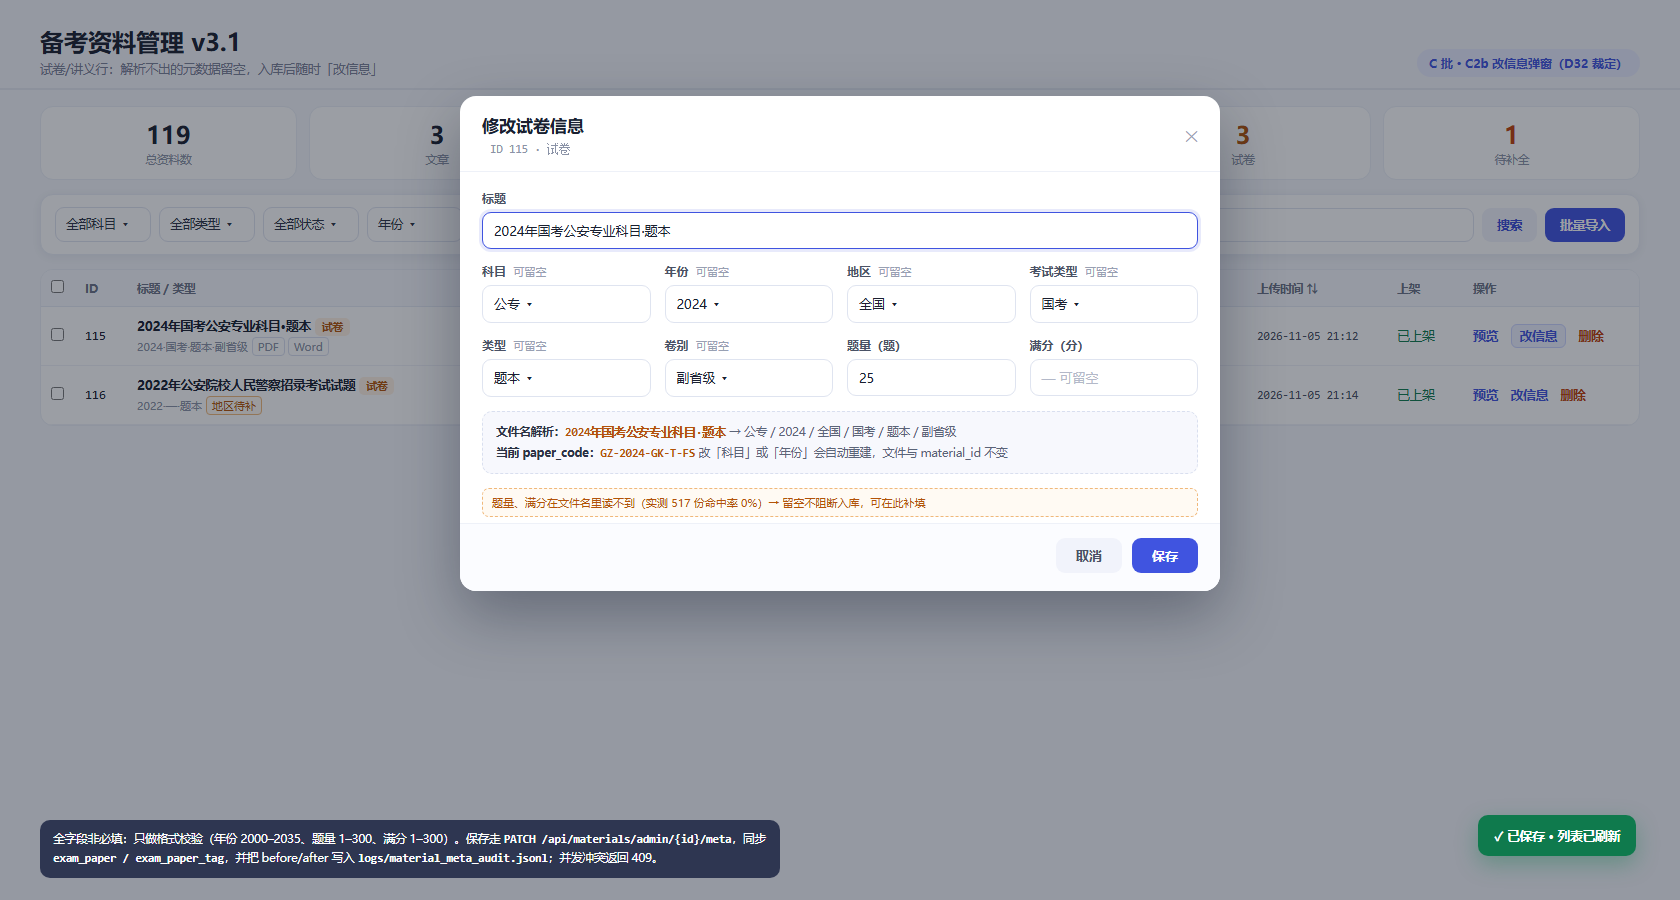 备考资料管理 v3.1
试卷/讲义行：解析不出的元数据留空，入库后随时「改信息」
C 批 • C2b 改信息弹窗（D32 裁定）
119
总资料数
3
文章
3
试卷
1
待补全
全部科目 ▾
全部类型 ▾
全部状态 ▾
年份 ▾
搜索
批量导入
ID
标题 / 类型
上传时间 ⇅
上架
操作
115
2024年国考公安专业科目•题本 试卷
2024·国考·题本·副省级 PDF Word
2026-11-05 21:12
已上架
预览 改信息 删除
116
2022年公安院校人民警察招录考试试题 试卷
2022·—·题本 地区待补
2026-11-05 21:14
已上架
预览 改信息 删除
修改试卷信息
ID 115 · 试卷
×
标题
2024年国考公安专业科目·题本
科目 可留空
年份 可留空
地区 可留空
考试类型 可留空
公专 ▾
2024 ▾
全国 ▾
国考 ▾
类型 可留空
卷别 可留空
题量（题）
满分（分）
题本 ▾
副省级 ▾
25
— 可留空
文件名解析：2024年国考公安专业科目·题本 → 公专 / 2024 / 全国 / 国考 / 题本 / 副省级
当前 paper_code：GZ-2024-GK-T-FS 改「科目」或「年份」会自动重建，文件与 material_id 不变
题量、满分在文件名里读不到（实测 517 份命中率 0%）→ 留空不阻断入库，可在此补填
取消
保存
全字段非必填：只做格式校验（年份 2000–2035、题量 1–300、满分 1–300）。保存走 PATCH /api/materials/admin/{id}/meta，同步
exam_paper / exam_paper_tag，并把 before/after 写入 logs/material_meta_audit.jsonl；并发冲突返回 409。
✓ 已保存 • 列表已刷新